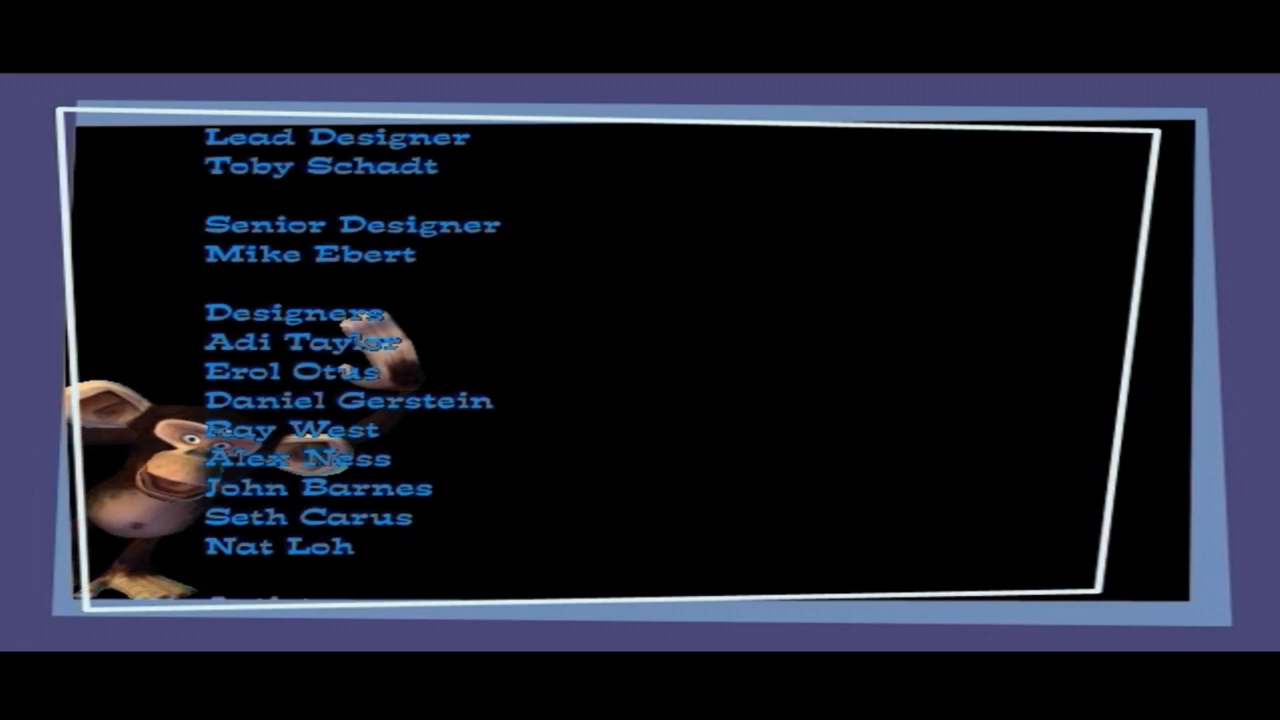 Lead Designer
Toby Schadt
Senior Designer
Mike Ebert
Designers
Adi Taylor
Erol Otus
Daniel Gerstein
Ray West
Alex Ness
John Barnes
Seth Carus
Nat Loh